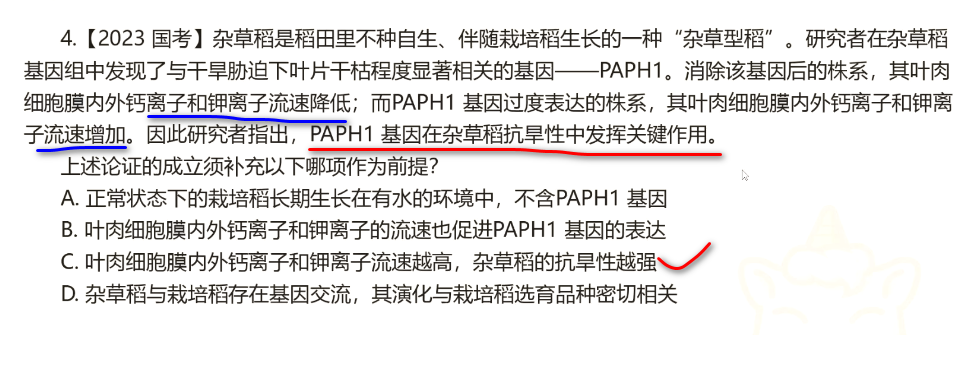 4.【2023 国考】杂草稻是稻田里不种自生、伴随栽培稻生长的一种“杂草型稻”。研究者在杂草稻
基因组中发现了与干旱胁迫下叶片干枯程度显著相关的基因——PAPH1。消除该基因后的株系，其叶肉
细胞膜内外钙离子和钾离子流速降低；而PAPH1 基因过度表达的株系，其叶肉细胞膜内外钙离子和钾离
子流速增加。因此研究者指出，PAPH1 基因在杂草稻抗旱性中发挥关键作用。
上述论证的成立须补充以下哪项作为前提？
A. 正常状态下的栽培稻长期生长在有水的环境中，不含PAPH1 基因
B. 叶肉细胞膜内外钙离子和钾离子的流速也促进PAPH1 基因的表达
C. 叶肉细胞膜内外钙离子和钾离子流速越高，杂草稻的抗旱性越强
D. 杂草稻与栽培稻存在基因交流，其演化与栽培稻选育品种密切相关